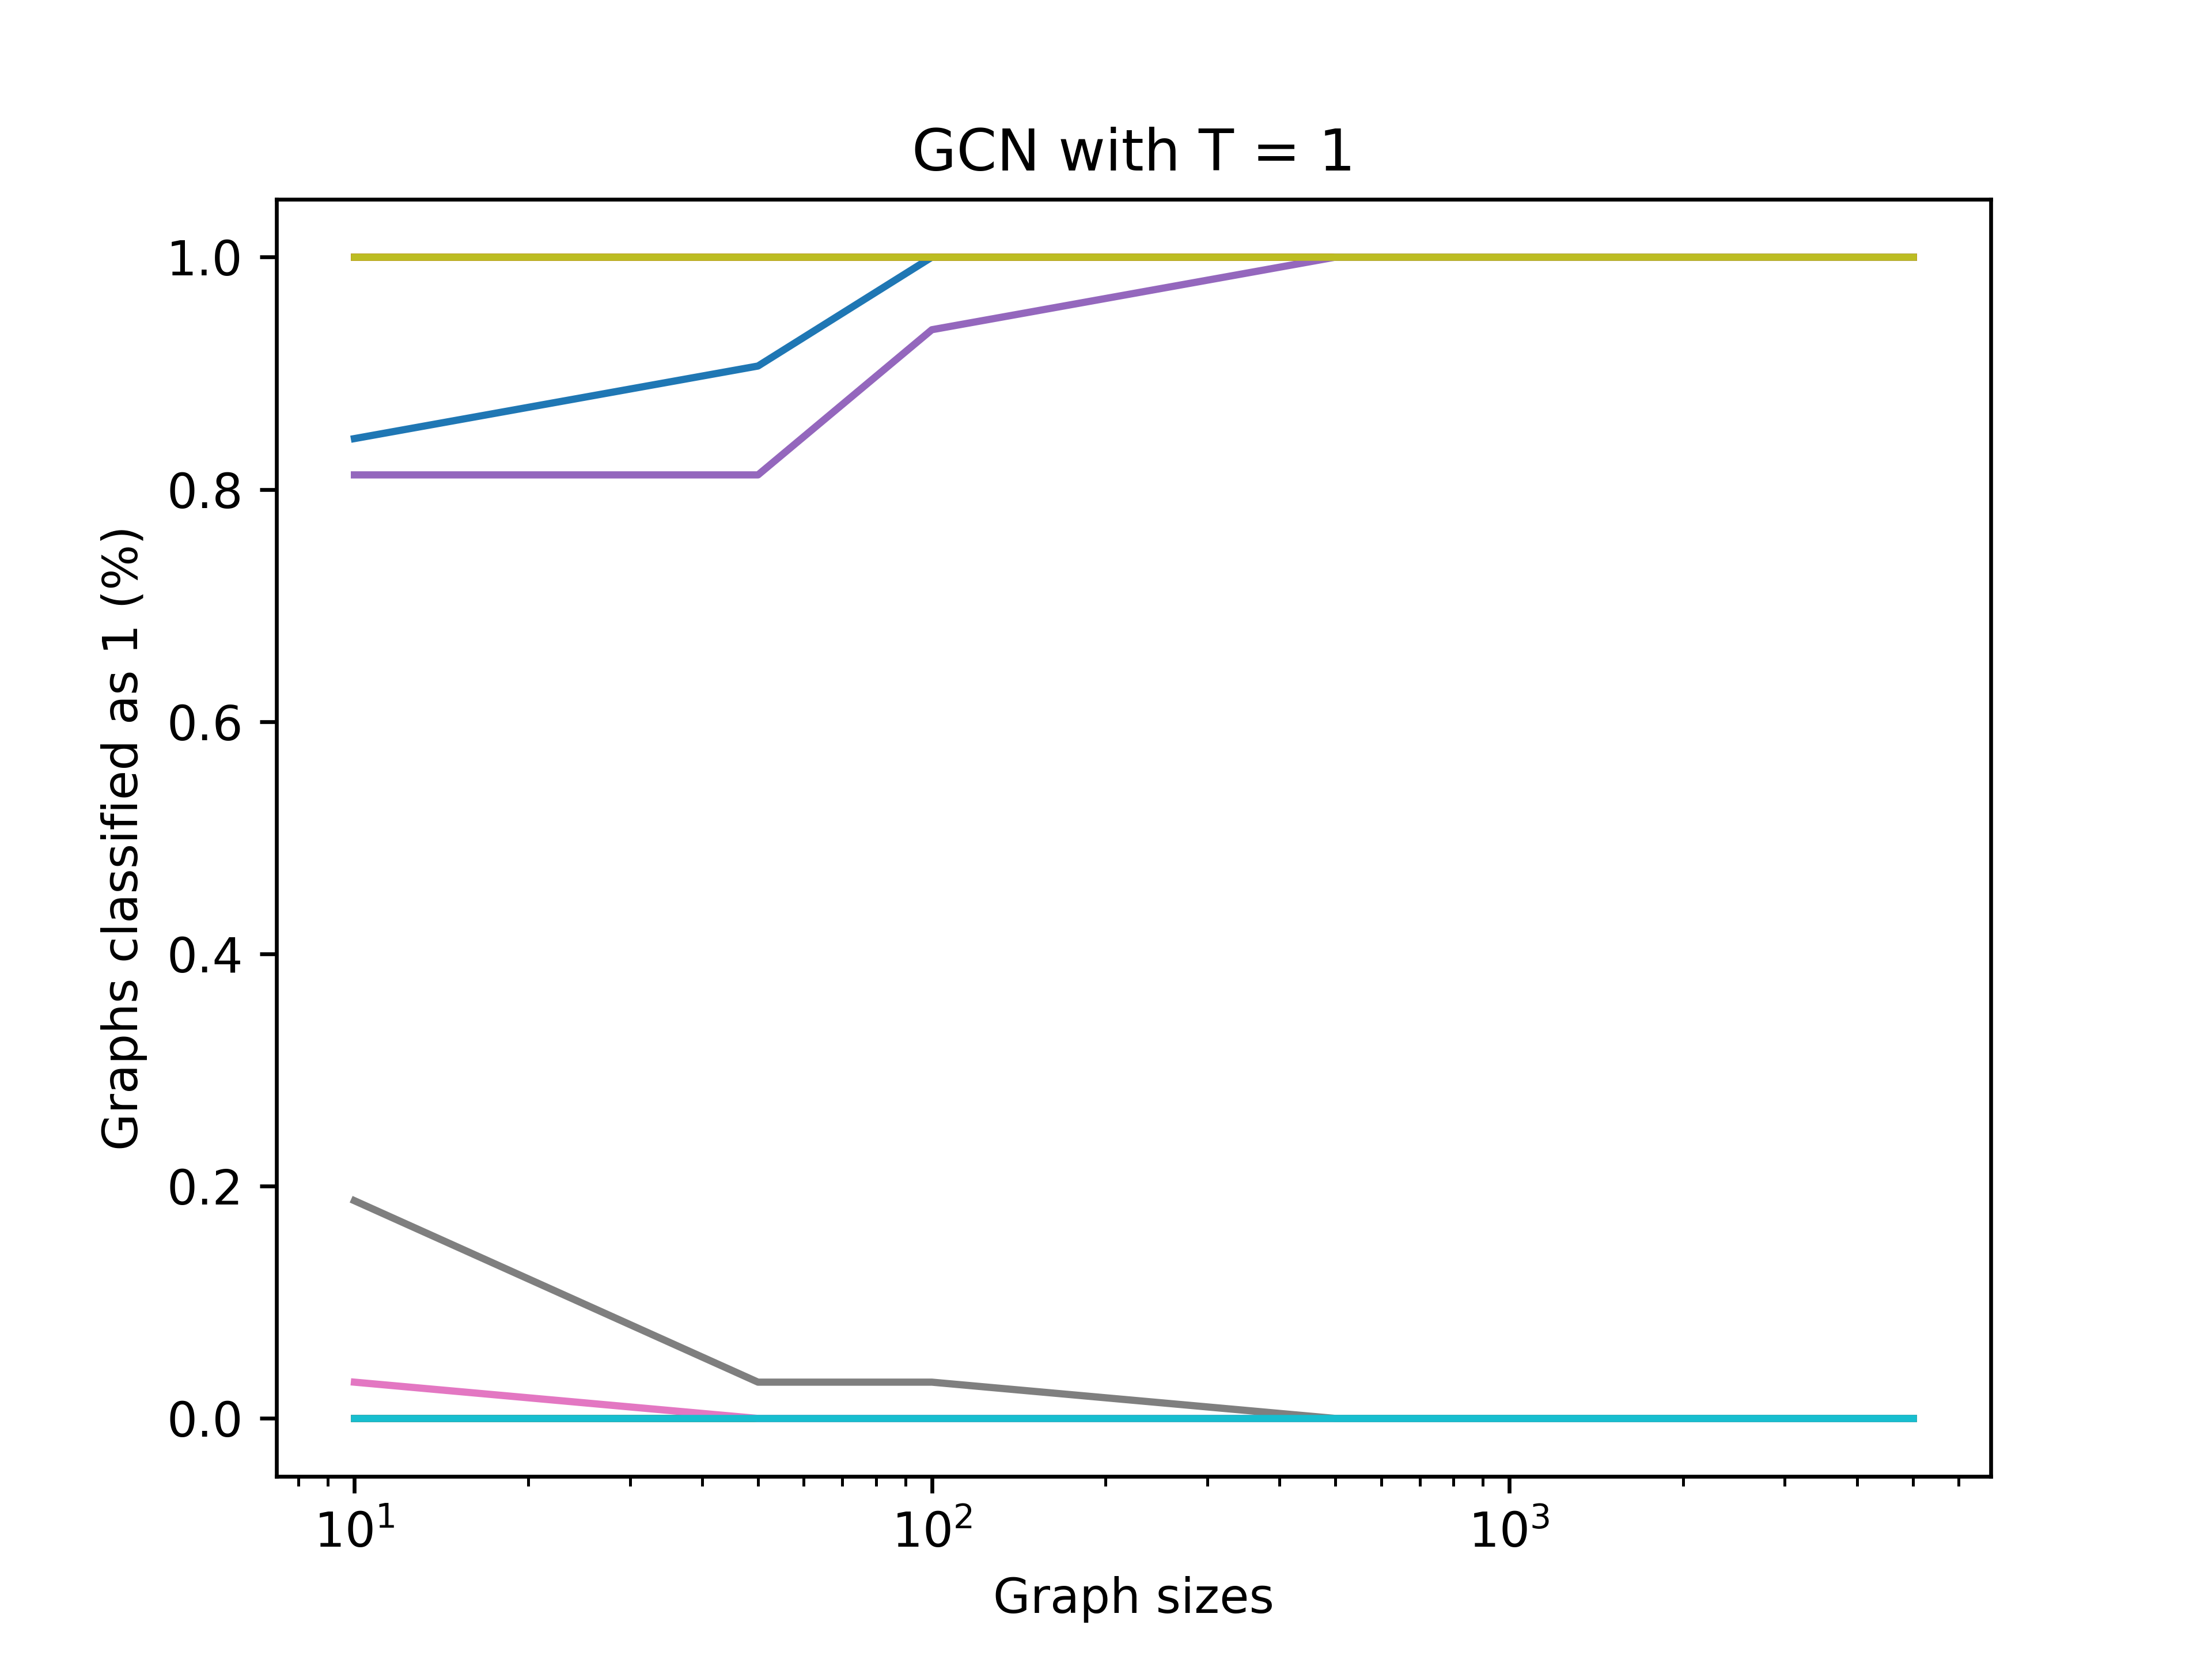 GCN with T = 1
Graphs classified as 1 (%)
1.0
0.8
0.6
0.4
0.2
0.0
10¹ 10² 10³
Graph sizes